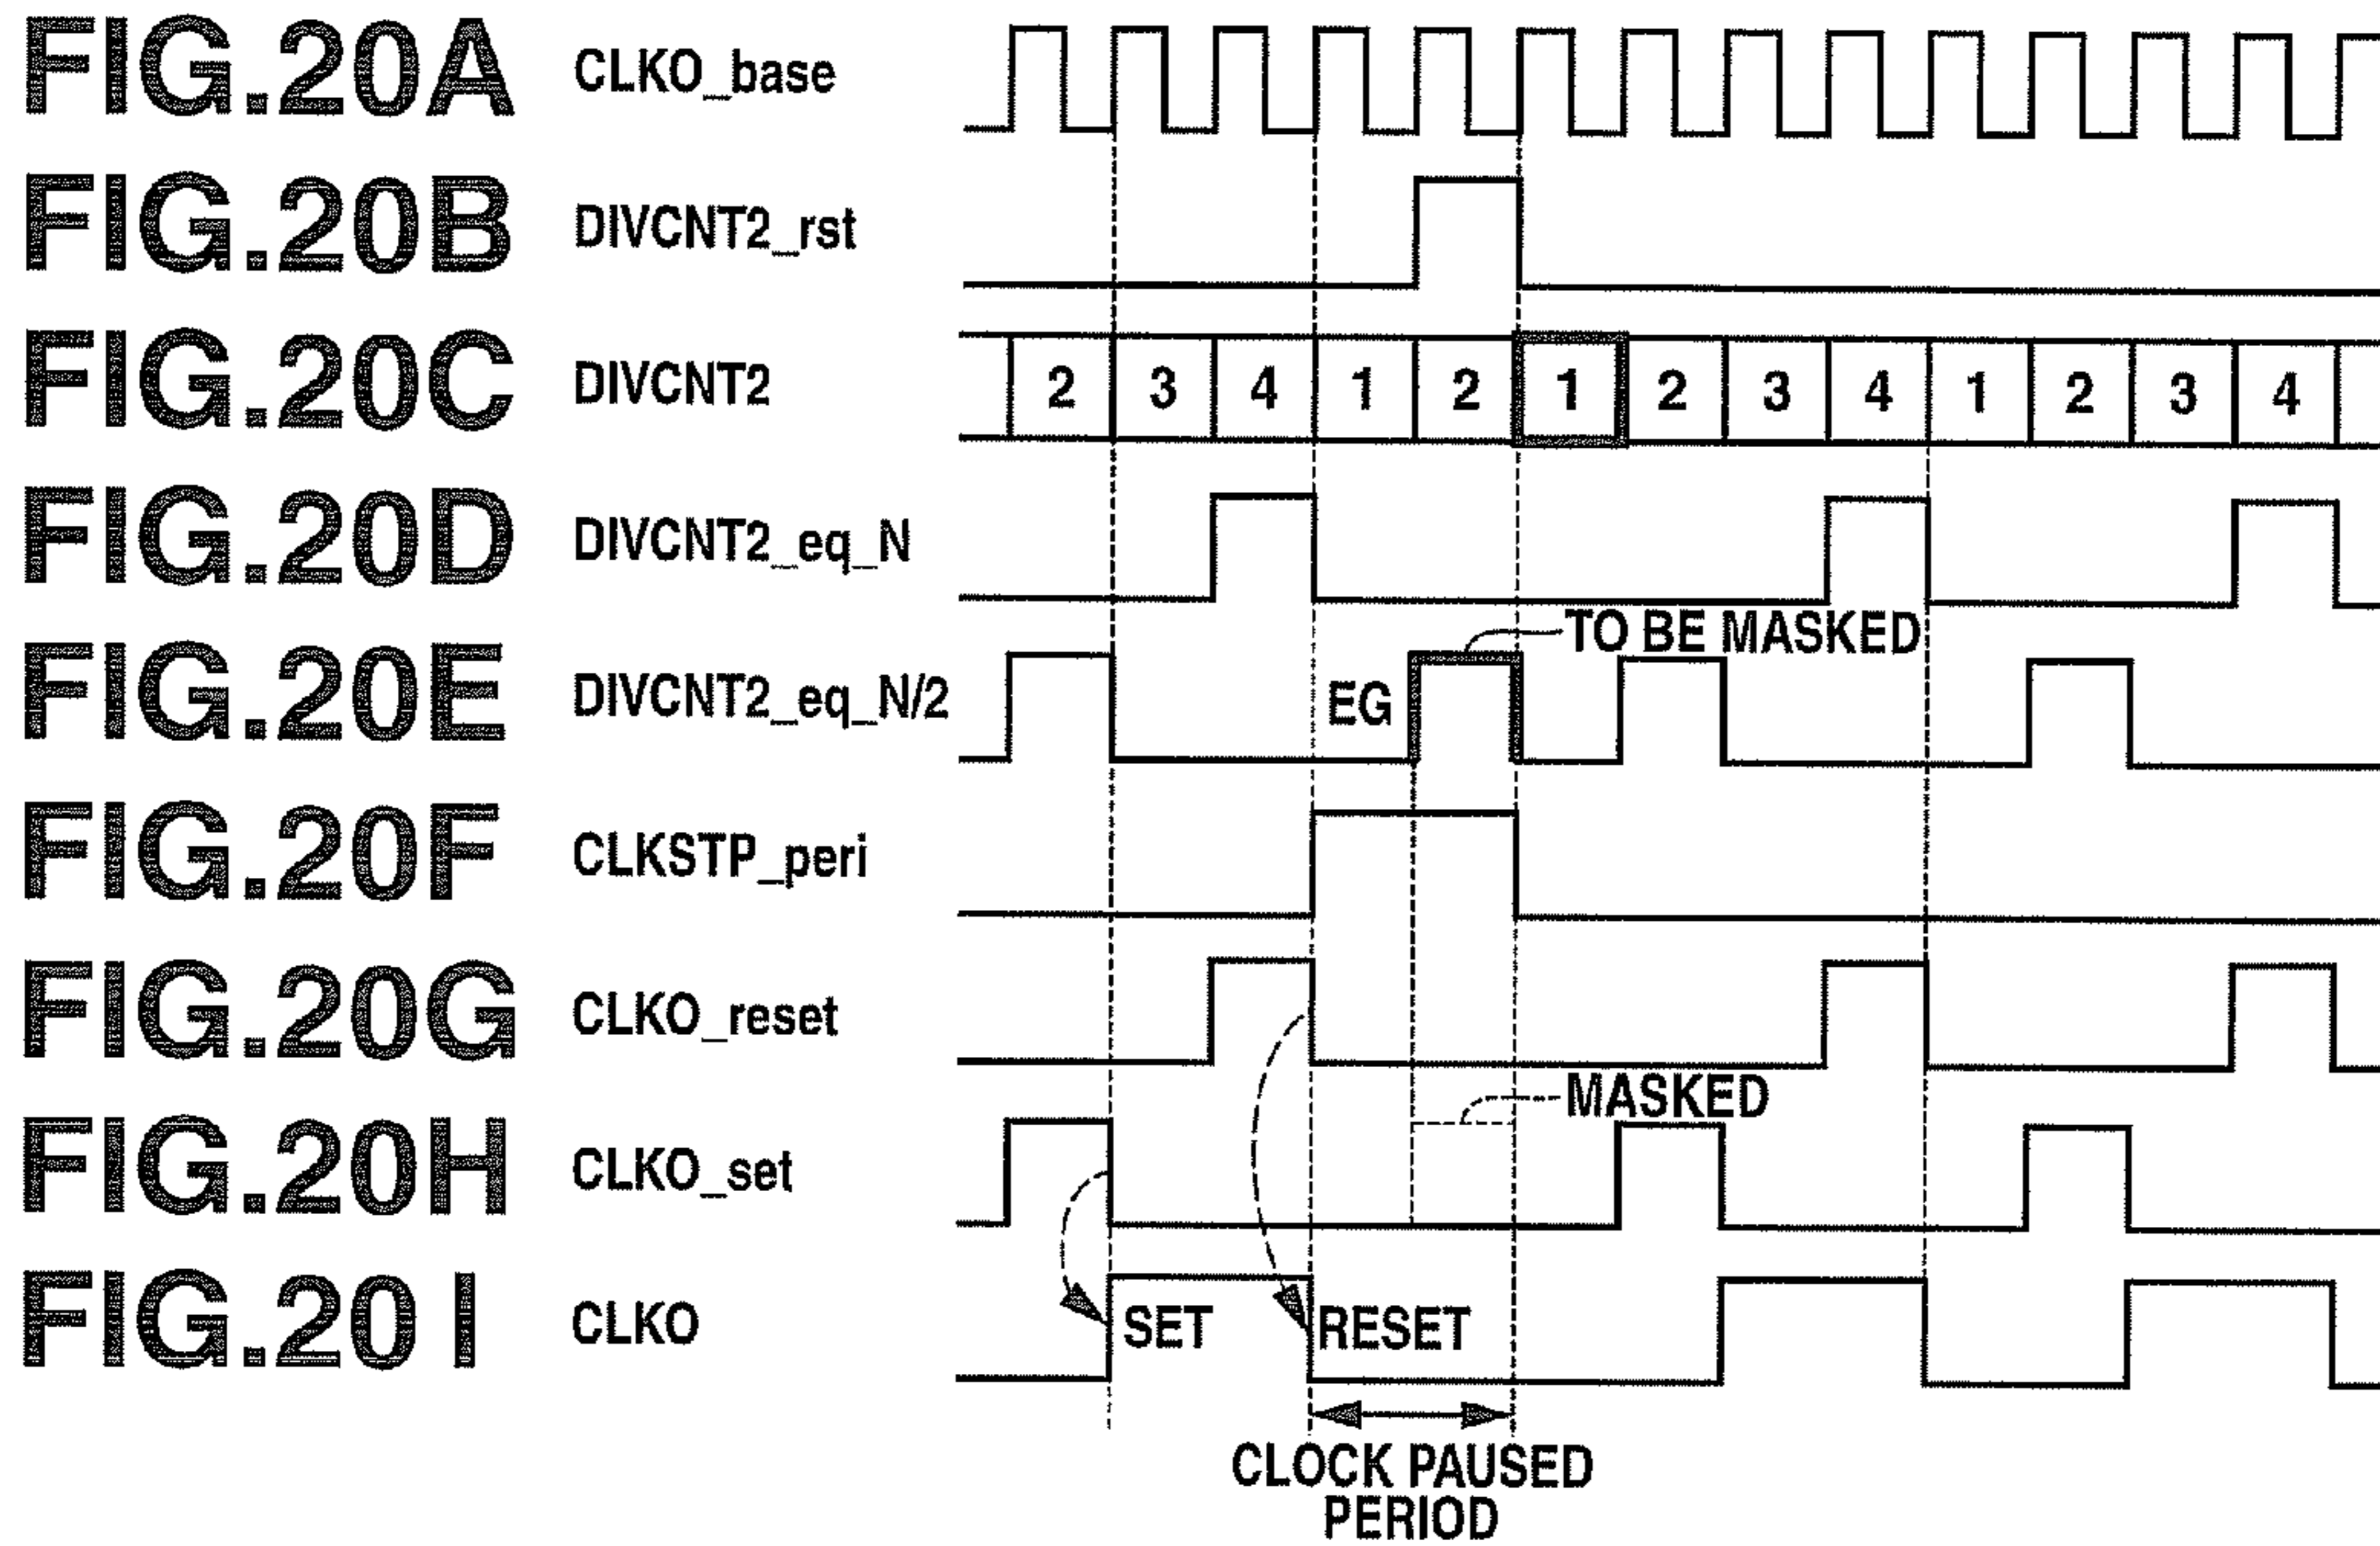 FIG.20A CLKO_base
FIG.20B DIVCNT2_rst
FIG.20C DIVCNT2 2 3 4 1 2 1 2 3 4 1 2 3 4
FIG.20D DIVCNT2_eq_N
TO BE MASKED
FIG.20E DIVCNT2_eq_N/2 EG
FIG.20F CLKSTP_peri
FIG.20G CLKO_reset
MASKED
FIG.20H CLKO_set
FIG.20 I CLKO SET RESET
CLOCK PAUSED
PERIOD